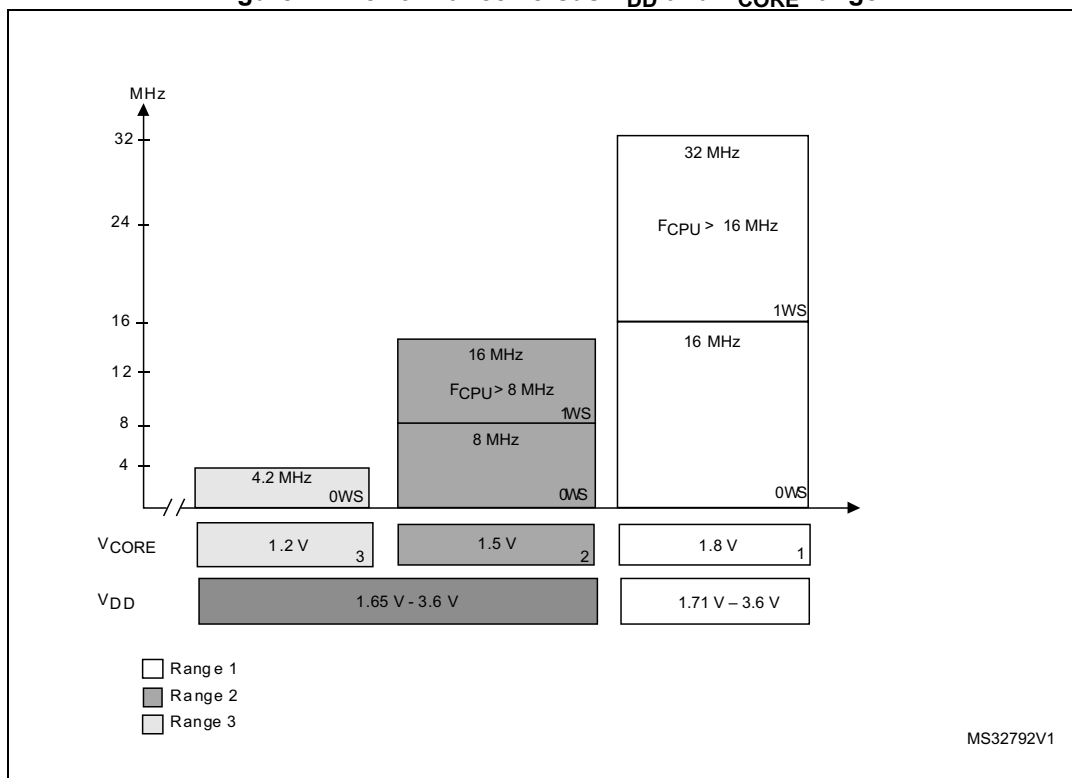 MHz
32
24
16
12
8
4
32 MHz
FCPU > 16 MHz
1WS
16 MHz
0WS
16 MHz
FCPU > 8 MHz
1WS
8 MHz
0WS
4.2 MHz
0WS
VCORE
1.2 V
3
1.5 V
2
1.8 V
1
VDD
1.65 V - 3.6 V
1.71 V – 3.6 V
Range 1
Range 2
Range 3
MS32792V1